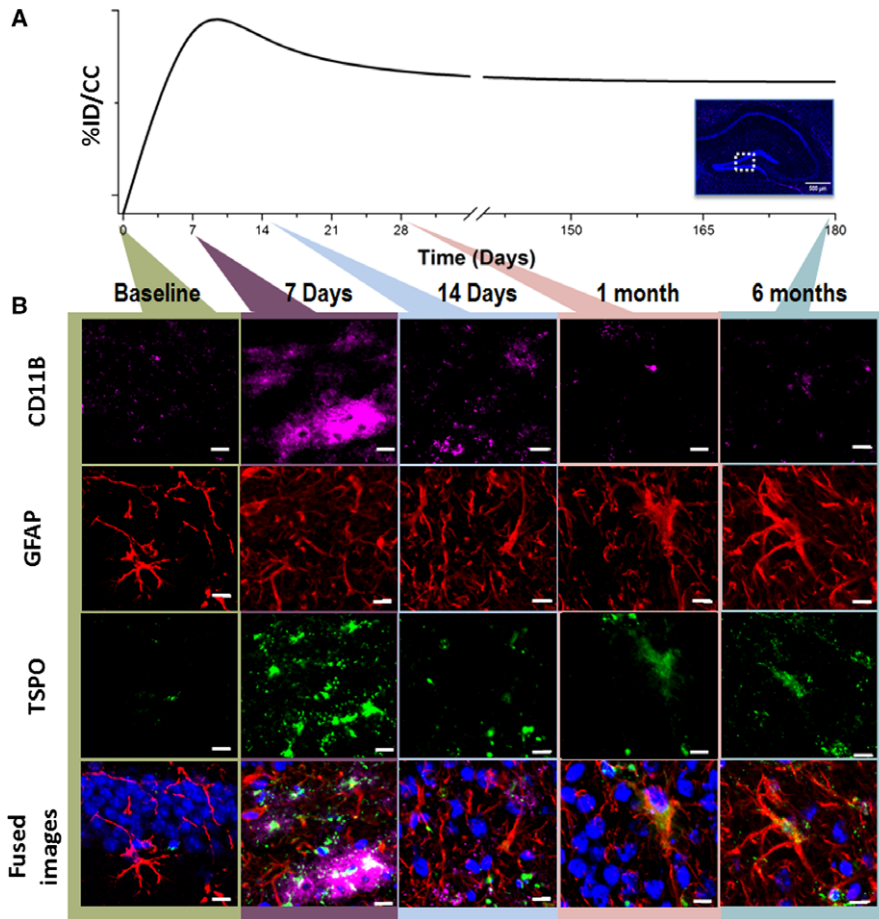 A
%ID/CC
500 µm
0 7 14 21 28 150 165 180
Time (Days)
Baseline 7 Days 14 Days 1 month 6 months
B
CD11B
GFAP
TSPO
Fused
images